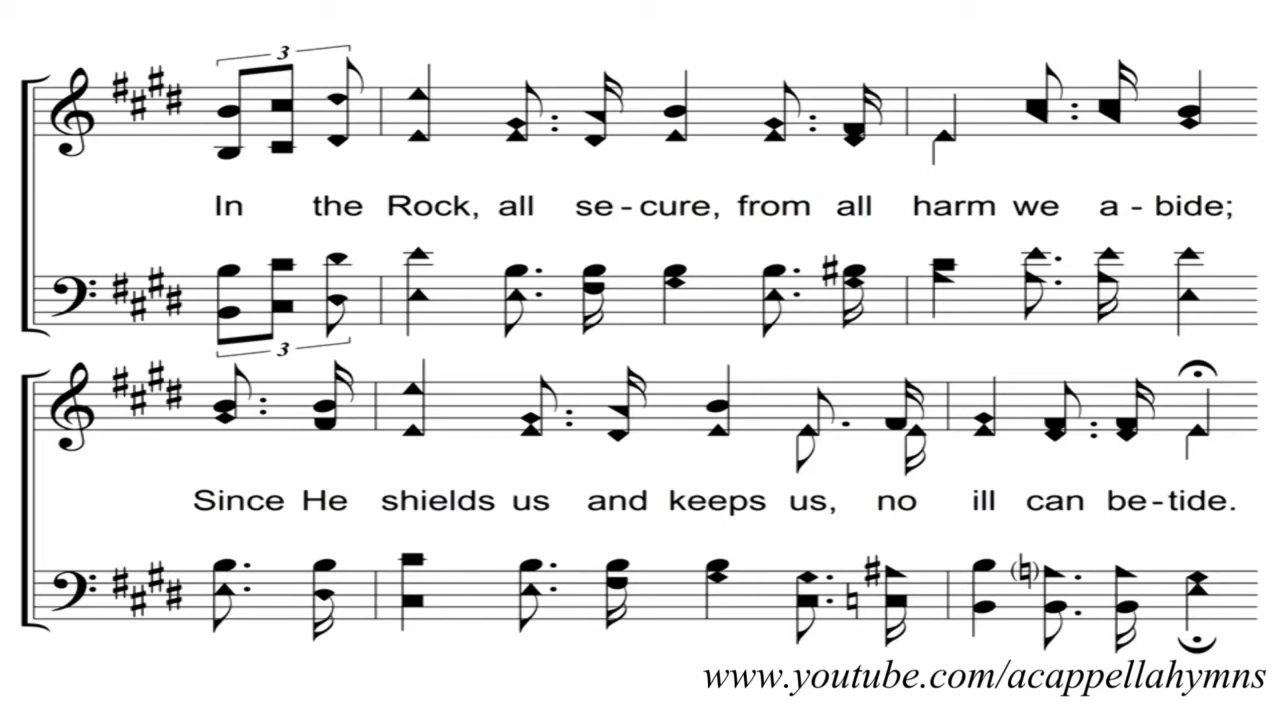 3
In the Rock, all se-cure, from all harm we a-bide;
3
Since He shields us and keeps us, no ill can be-tide.
www.youtube.com/acappellahymns